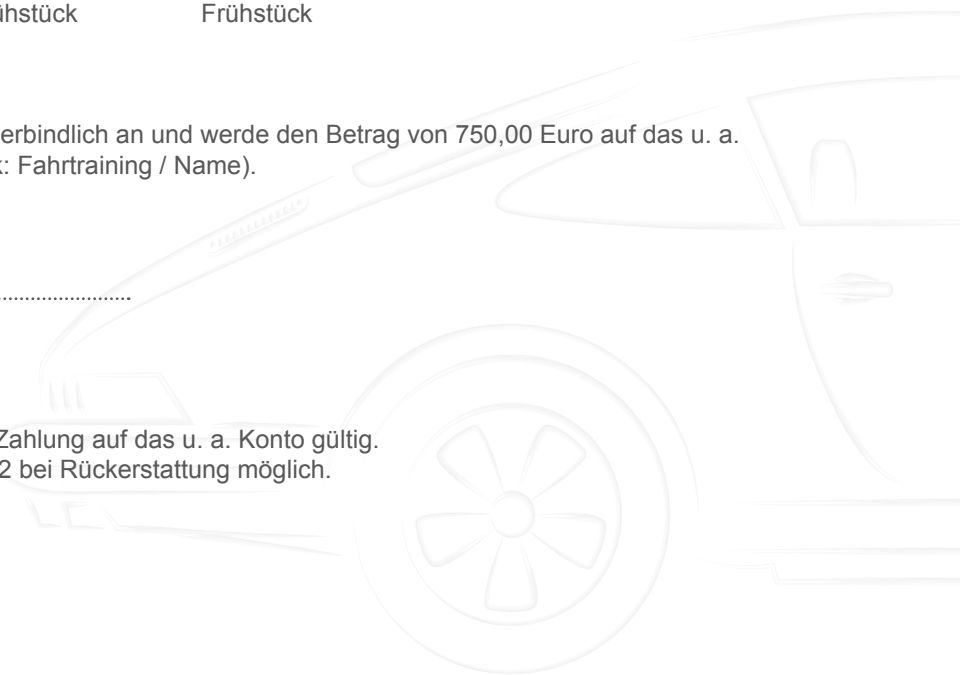 ühstück Frühstück
erbindlich an und werde den Betrag von 750,00 Euro auf das u. a.
k: Fahrtraining / Name).
.............................................
Zahlung auf das u. a. Konto gültig.
2 bei Rückerstattung möglich.